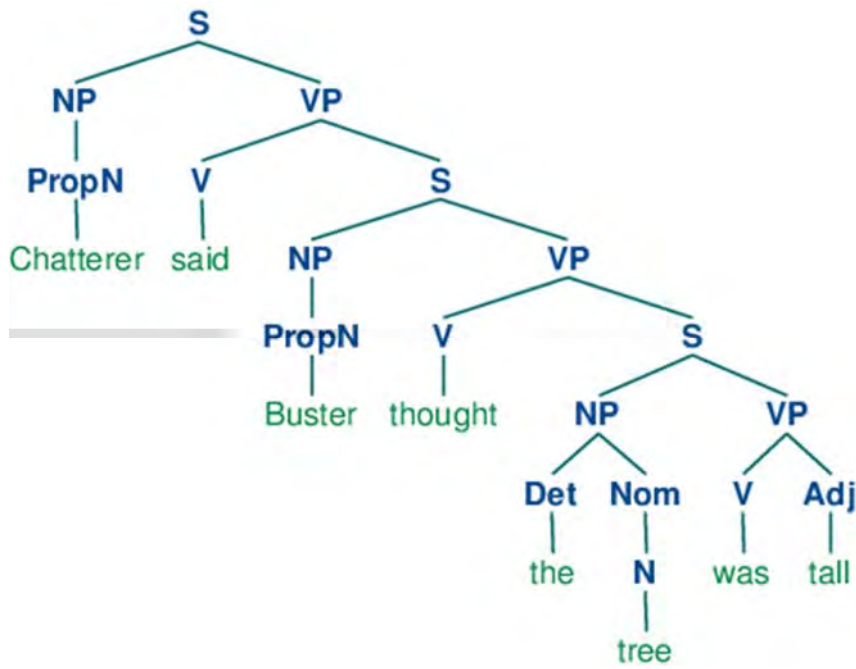 S
NP VP
PropN V S
Chatterer said NP VP
PropN V S
Buster thought NP VP
Det Nom V Adj
the N was tall
tree